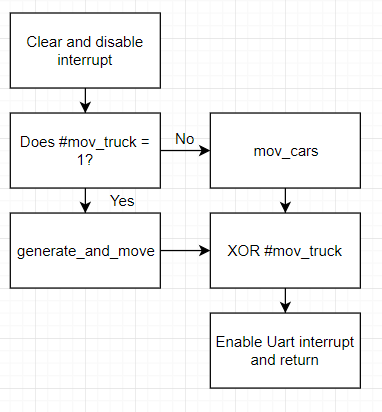 Clear and disable
interrupt
Does #mov_truck =
1?
No
mov_cars
Yes
generate_and_move
XOR #mov_truck
Enable Uart interrupt
and return